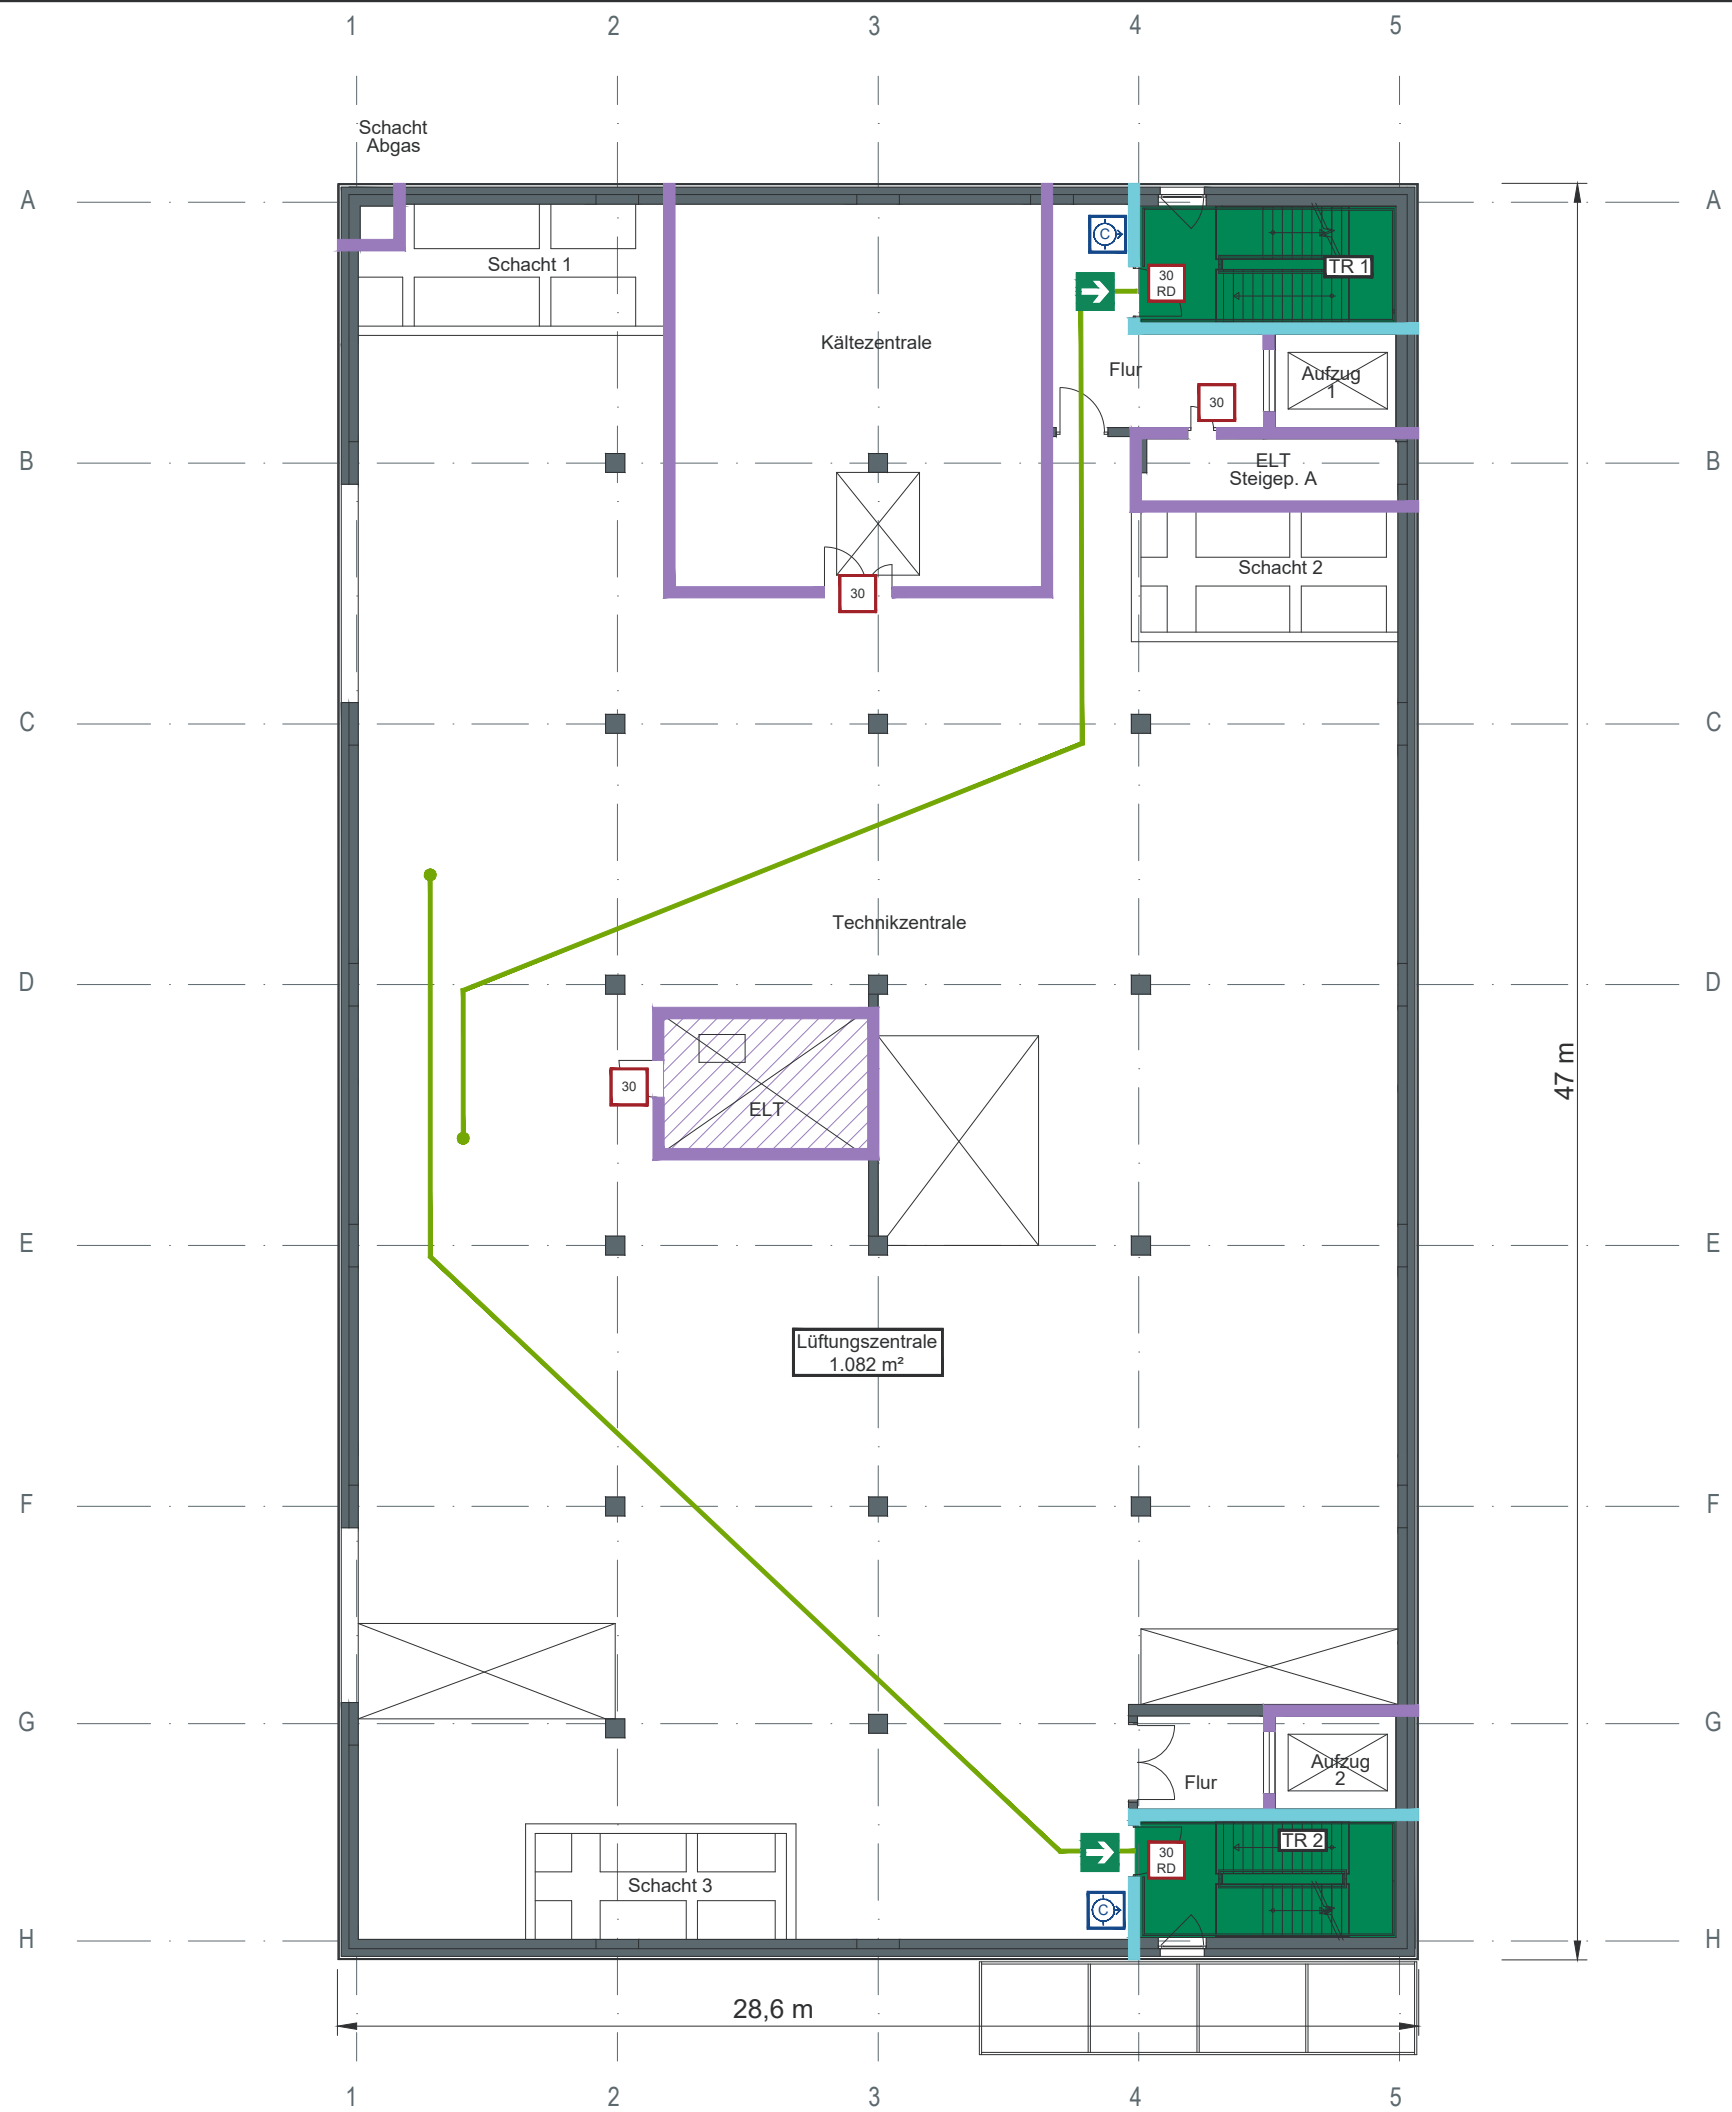 1 2 3 4 5
Schacht
Abgas
A A
C
Schacht 1
TR 1
30
RD
Kältezentrale
Flur
Aufzug
1
30
B B
ELT
Steigep. A
Schacht 2
30
C C
Technikzentrale
D D
47 m
30
ELT
E E
Lüftungszentrale
1.082 m²
F F
G G
Aufzug
2
Flur
TR 2
30
RD
Schacht 3
C
H H
28,6 m
1 2 3 4 5